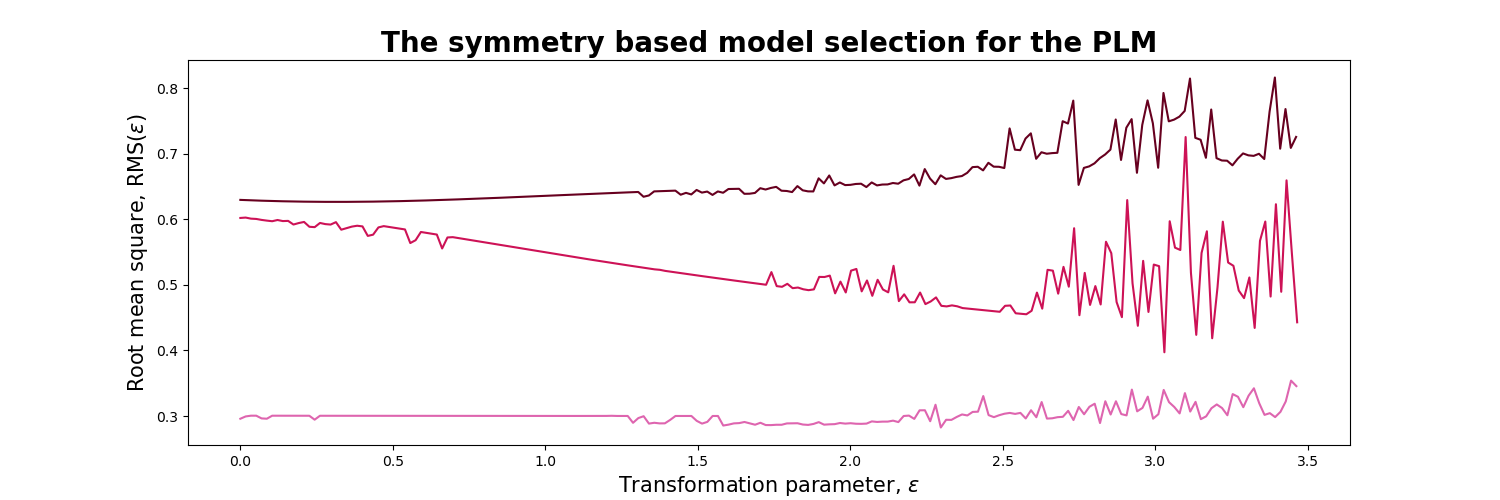 The symmetry based model selection for the PLM
Root mean square, RMS(ε)
0.8
0.7
0.6
0.5
0.4
0.3
0.0 0.5 1.0 1.5 2.0 2.5 3.0 3.5
Transformation parameter, ε